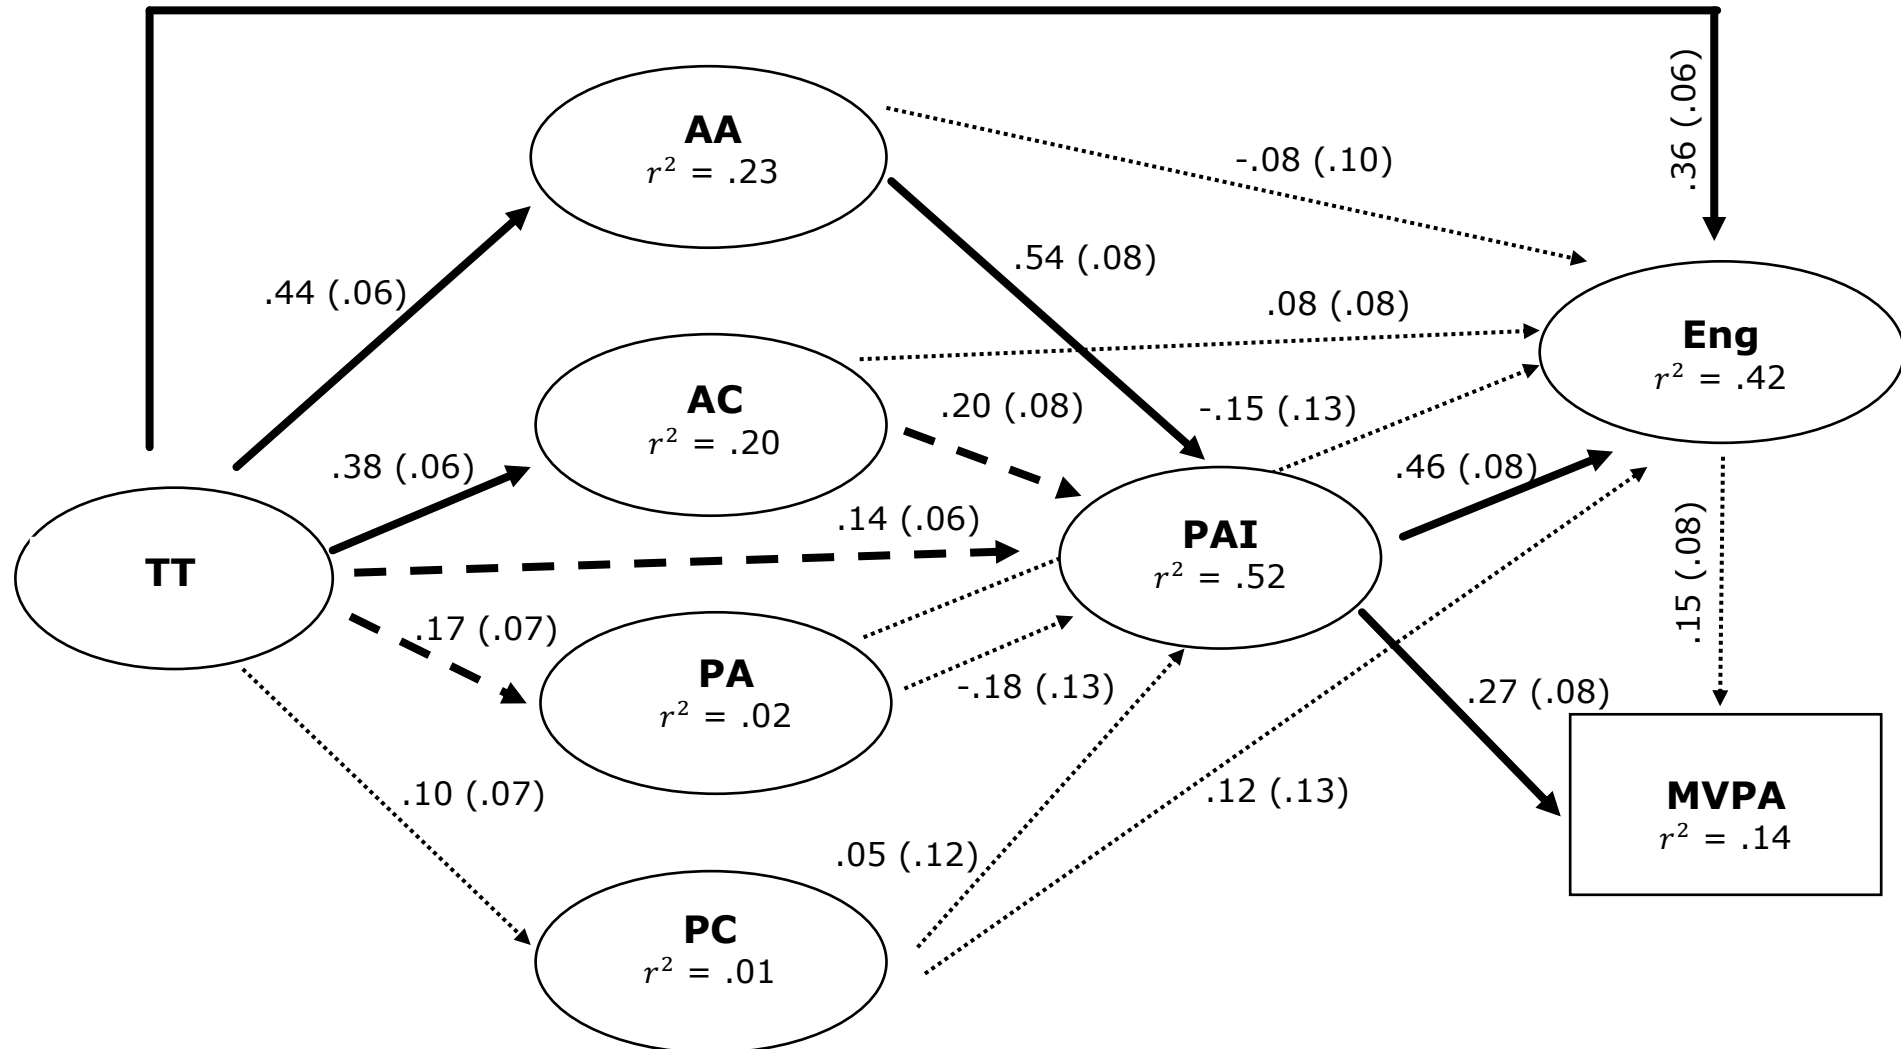 .36 (.06)
AA
r² = .23
-.08 (.10)
.54 (.08)
.44 (.06)
.08 (.08)
Eng
r² = .42
AC
r² = .20
.20 (.08)
-.15 (.13)
.38 (.06)
.46 (.08)
.14 (.06)
PAI
r² = .52
TT
.15 (.08)
.17 (.07)
PA
r² = .02
-.18 (.13)
.27 (.08)
.10 (.07)
.12 (.13)
MVPA
r² = .14
.05 (.12)
PC
r² = .01